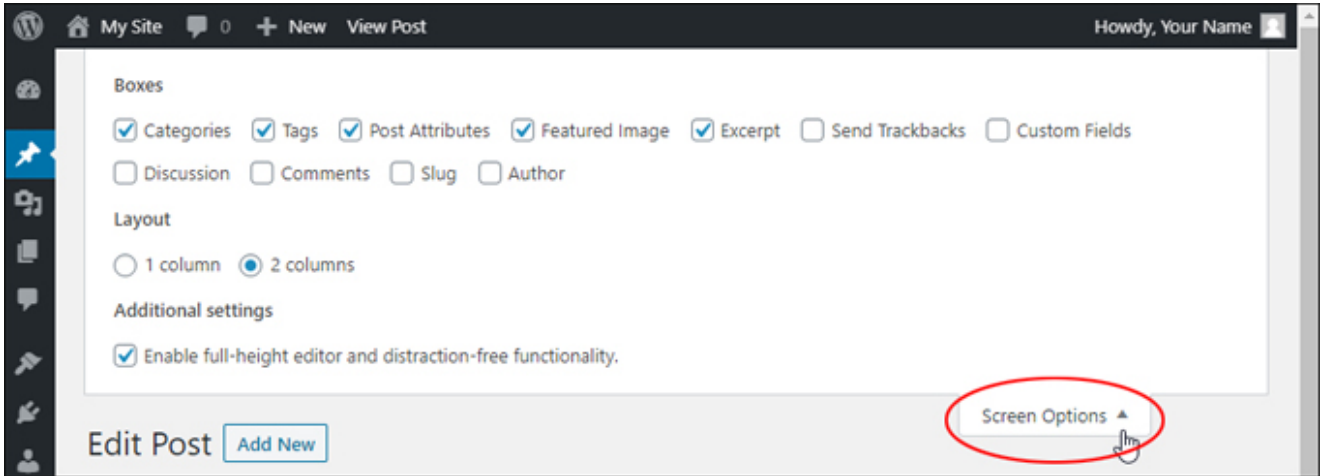 My Site 0 New View Post Howdy, Your Name
Boxes
Categories Tags Post Attributes Featured Image Excerpt Send Trackbacks Custom Fields
Discussion Comments Slug Author
Layout
1 column 2 columns
Additional settings
Enable full-height editor and distraction-free functionality.
Screen Options
Edit Post Add New